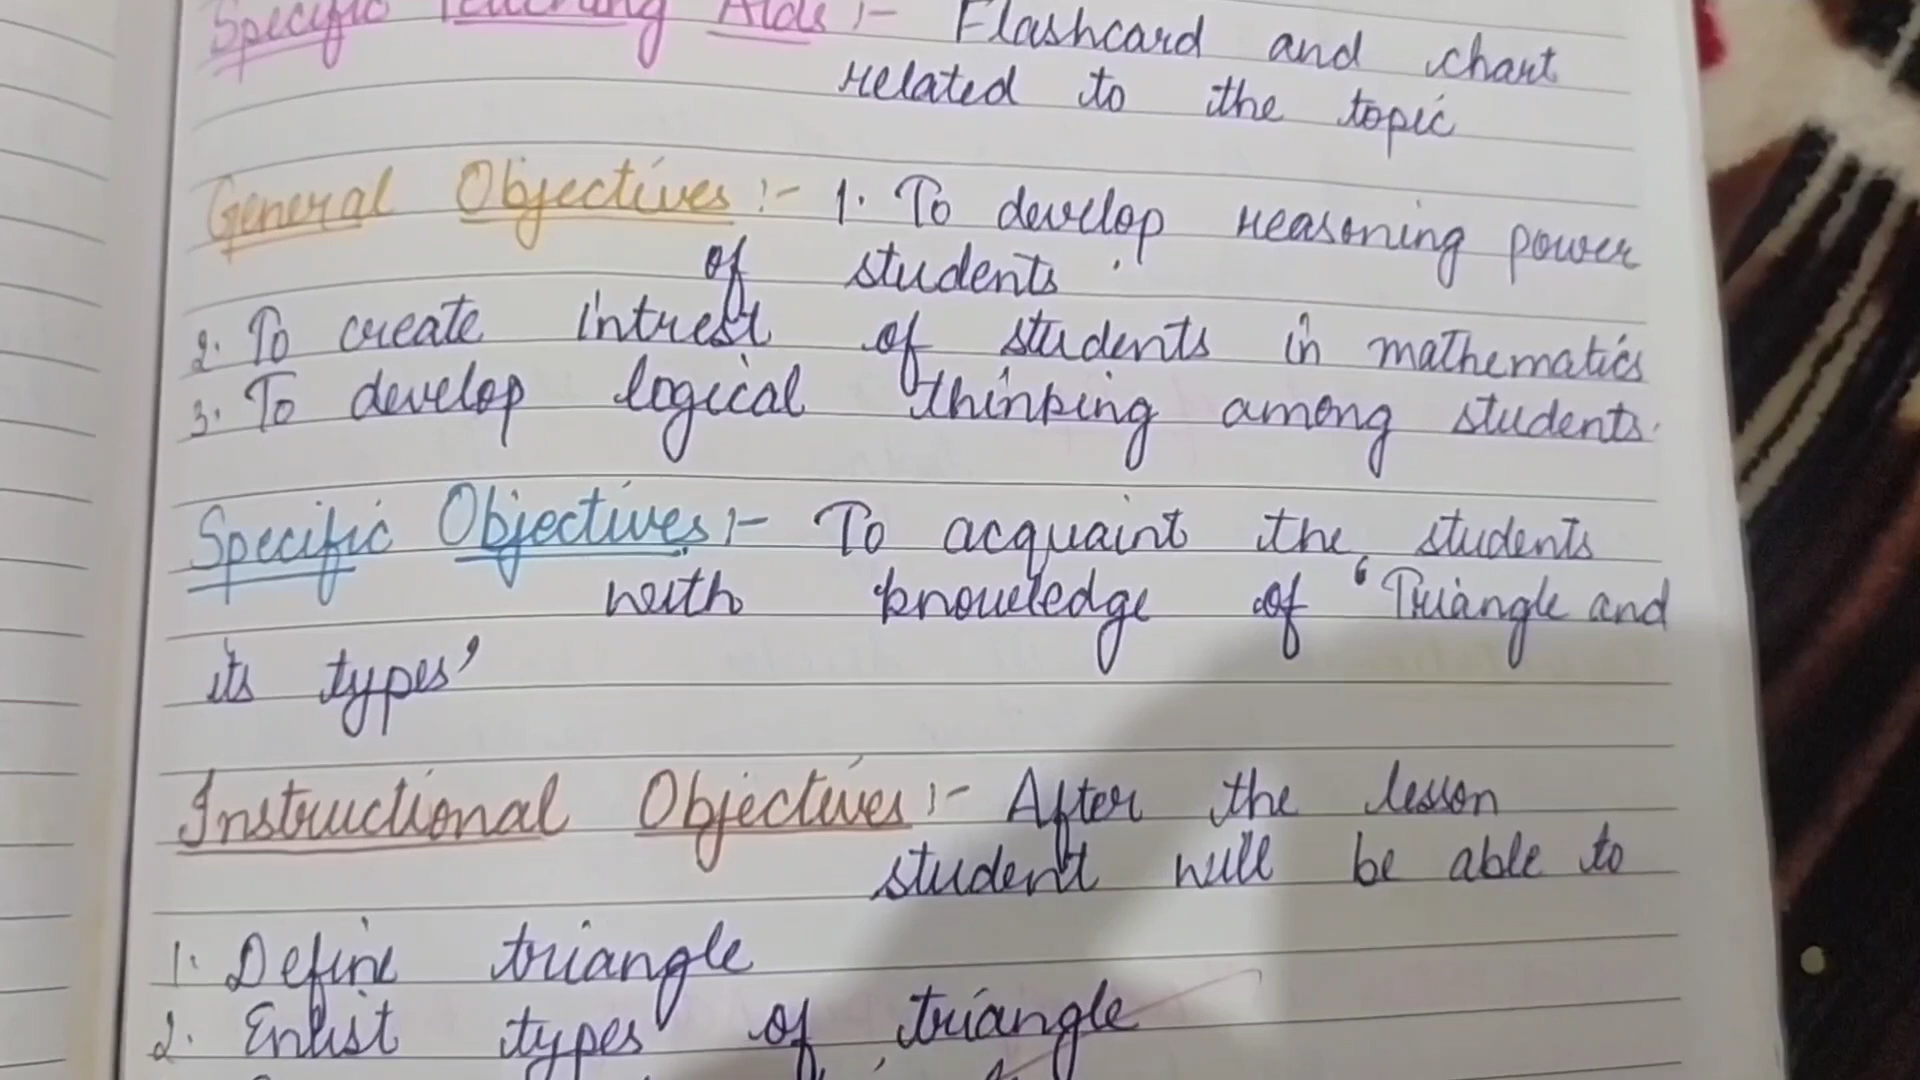 Specific Teaching Aids :- Flashcard and chart
related to the topic
General Objectives :- 1. To develop reasoning power
of students.
2. To create intrest of students in mathematics
3. To develop logical thinking among students.
Specific Objectives :- To acquaint the students
with knowledge of 'Triangle and
its types'
Instructional Objectives :- After the lesson
student will be able to
1. Define triangle
2. Enlist types of triangle